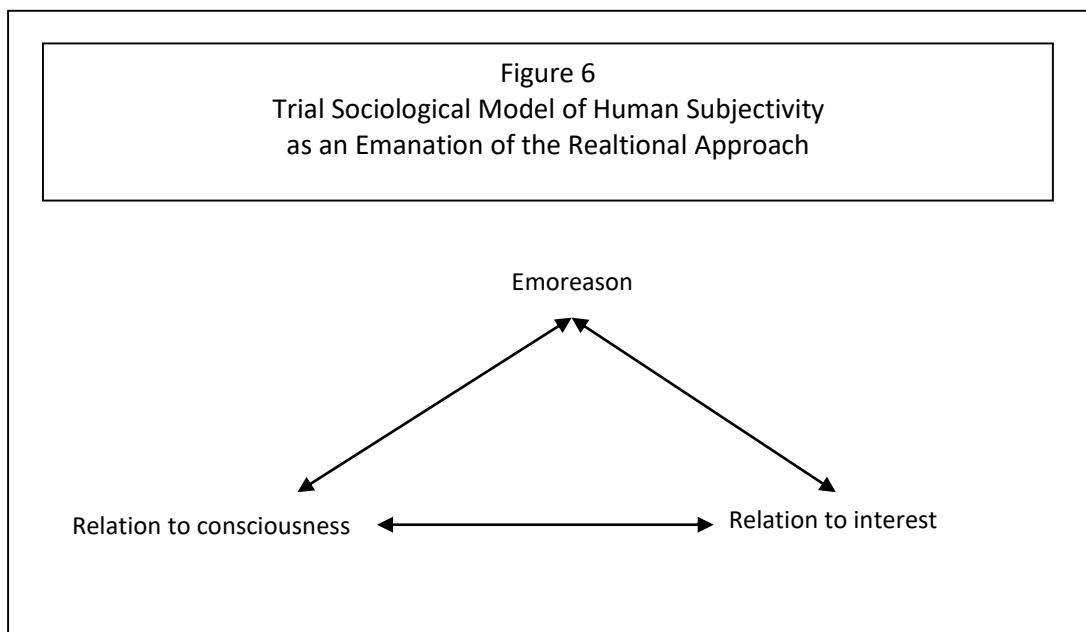 Figure 6
Trial Sociological Model of Human Subjectivity
as an Emanation of the Realtional Approach
Emoreason
Relation to consciousness
Relation to interest